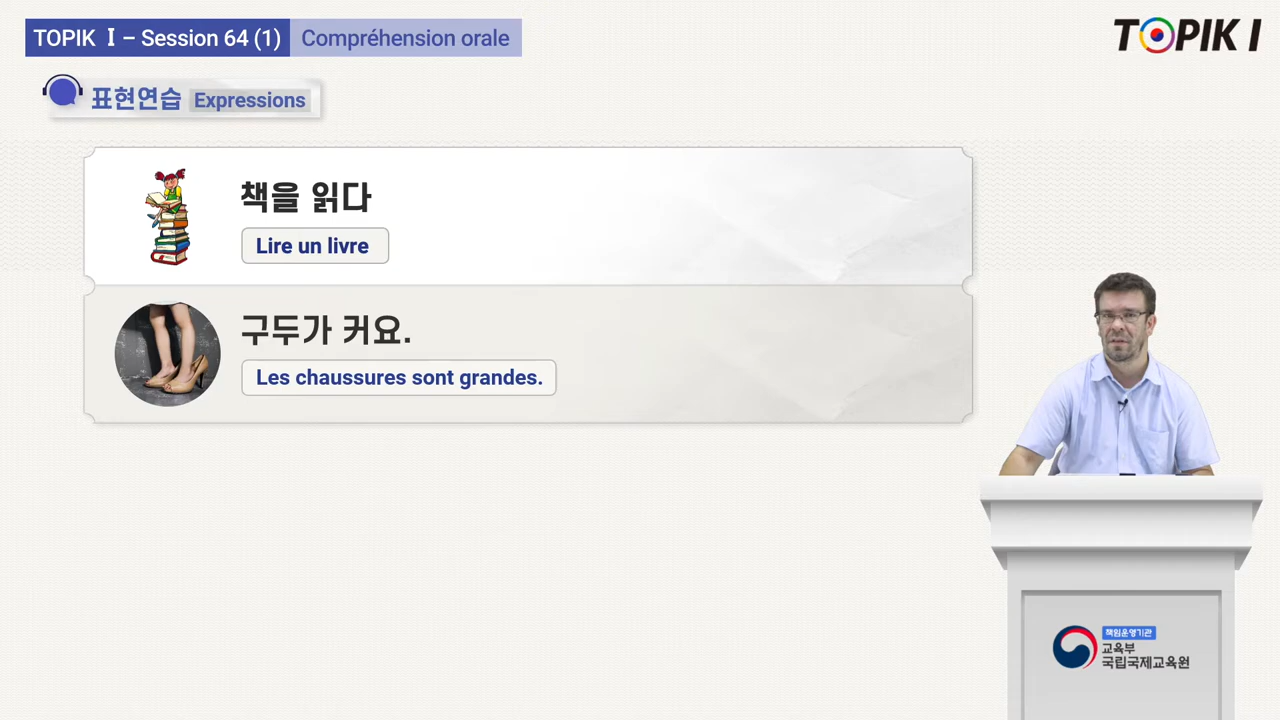 TOPIK Ⅰ – Session 64 (1) Compréhension orale
TOPIK I
표현연습 Expressions
책을 읽다
Lire un livre
구두가 커요.
Les chaussures sont grandes.
책임운영기관
교육부
국립국제교육원